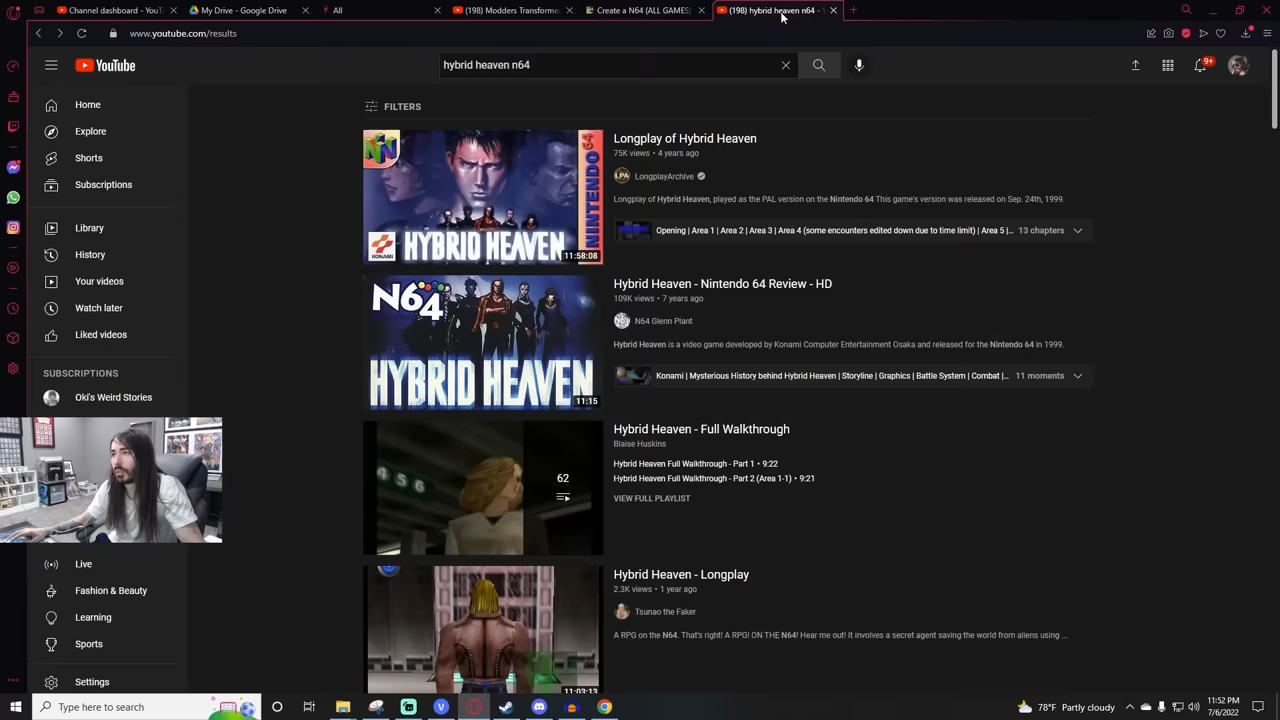 Channel dashboard - YouT
My Drive - Google Drive
All
(198) Modders Transforme
Create a N64 (ALL GAMES)
(198) hybrid heaven n64 -
www.youtube.com/results
YouTube
hybrid heaven n64
9+
Home
Explore
Shorts
Subscriptions
Library
History
Your videos
Watch later
Liked videos
SUBSCRIPTIONS
Oki's Weird Stories
Live
Fashion & Beauty
Learning
Sports
Settings
FILTERS
NINTENDO 64
KONAMI
HYBRID HEAVEN
11:58:08
Longplay of Hybrid Heaven
75K views • 4 years ago
LPA
LongplayArchive
Longplay of Hybrid Heaven, played as the PAL version on the Nintendo 64 This game's version was released on Sep. 24th, 1999.
Opening | Area 1 | Area 2 | Area 3 | Area 4 (some encounters edited down due to time limit) | Area 5 |...
13 chapters
N64
HYBRID HEAVEN
11:15
Hybrid Heaven - Nintendo 64 Review - HD
109K views • 7 years ago
N64 Glenn Plant
Hybrid Heaven is a video game developed by Konami Computer Entertainment Osaka and released for the Nintendo 64 in 1999.
Konami | Mysterious History behind Hybrid Heaven | Storyline | Graphics | Battle System | Combat |...
11 moments
4 5 6
62
Hybrid Heaven - Full Walkthrough
Blaise Huskins
Hybrid Heaven Full Walkthrough - Part 1 • 9:22
Hybrid Heaven Full Walkthrough - Part 2 (Area 1-1) • 9:21
VIEW FULL PLAYLIST
11:03:13
Hybrid Heaven - Longplay
2.3K views • 1 year ago
Tsunao the Faker
A RPG on the N64. That's right! A RPG! ON THE N64! Hear me out! It involves a secret agent saving the world from aliens using ...
Type here to search
78°F Partly cloudy
11:52 PM
7/6/2022